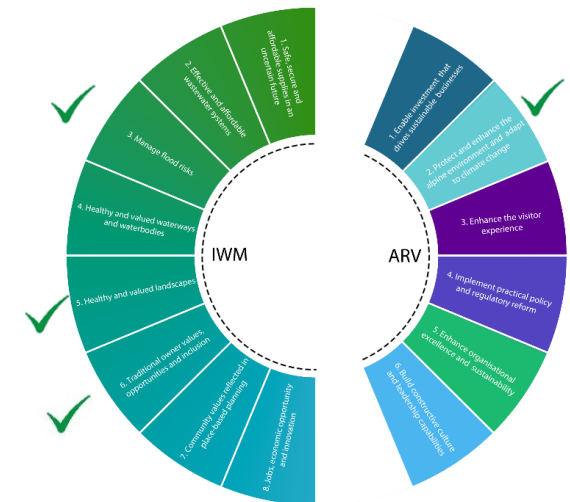 1. Safe, secure and
affordable supplies in an
uncertain future
2. Effective and affordable
wastewater systems
3. Manage flood risks
4. Healthy and valued waterways
and waterbodies
5. Healthy and valued landscapes
6. Traditional owner values,
opportunities and inclusion
7. Community values reflected in
place-based planning
8. Jobs, economic opportunity
and innovation
IWM
ARV
1. Enable investment that
drives sustainable businesses
2. Protect and enhance the
alpine environment and adapt
to climate change
3. Enhance the visitor
experience
4. Implement practical policy
and regulatory reform
5. Enhance organisational
excellence and sustainability
6. Build constructive culture
and leadership capabilities